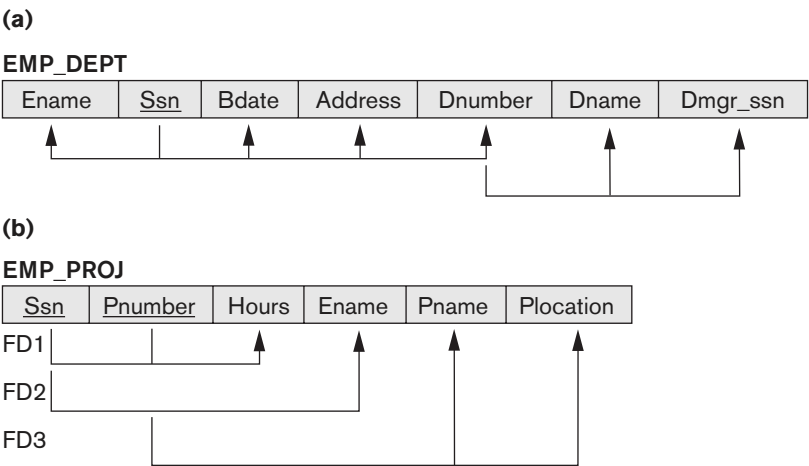 (a)
EMP_DEPT
Ename Ssn Bdate Address Dnumber Dname Dmgr_ssn
(b)
EMP_PROJ
Ssn Pnumber Hours Ename Pname Plocation
FD1
FD2
FD3